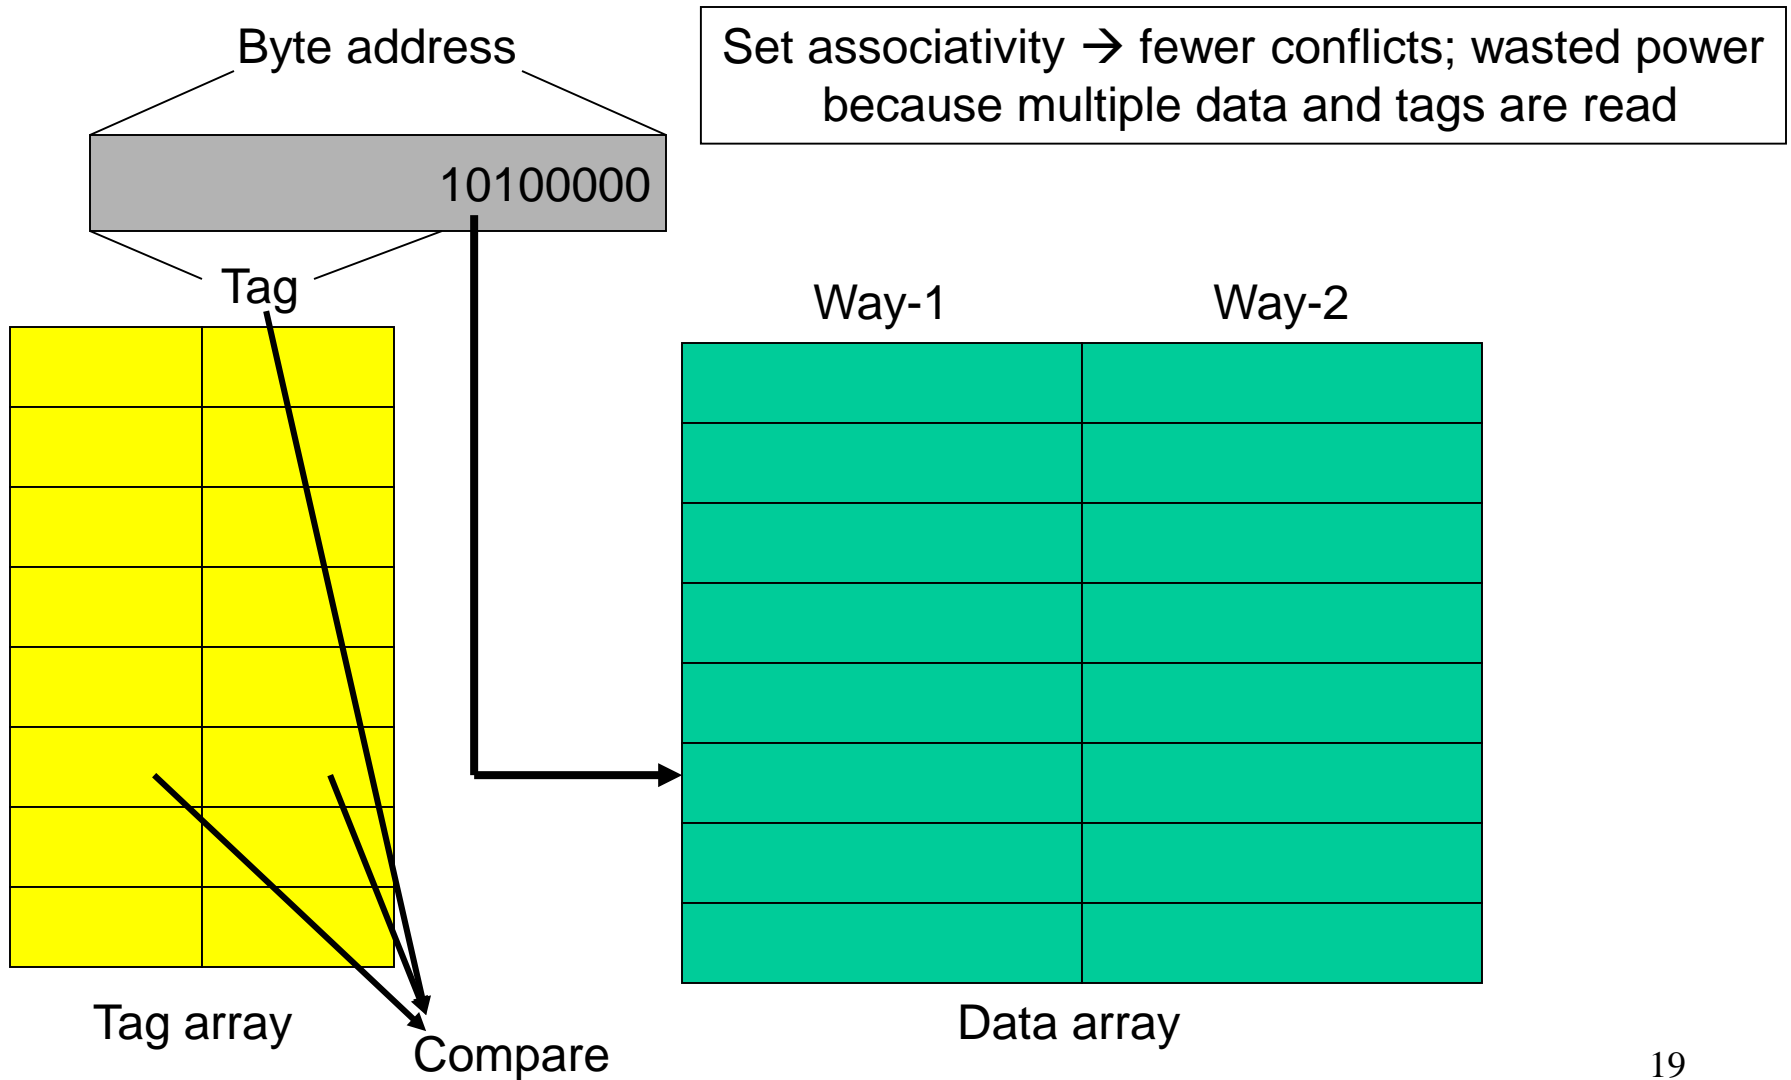 Byte address
Set associativity → fewer conflicts; wasted power
because multiple data and tags are read
10100000
Tag
Way-1
Way-2
Tag array
Data array
Compare
19